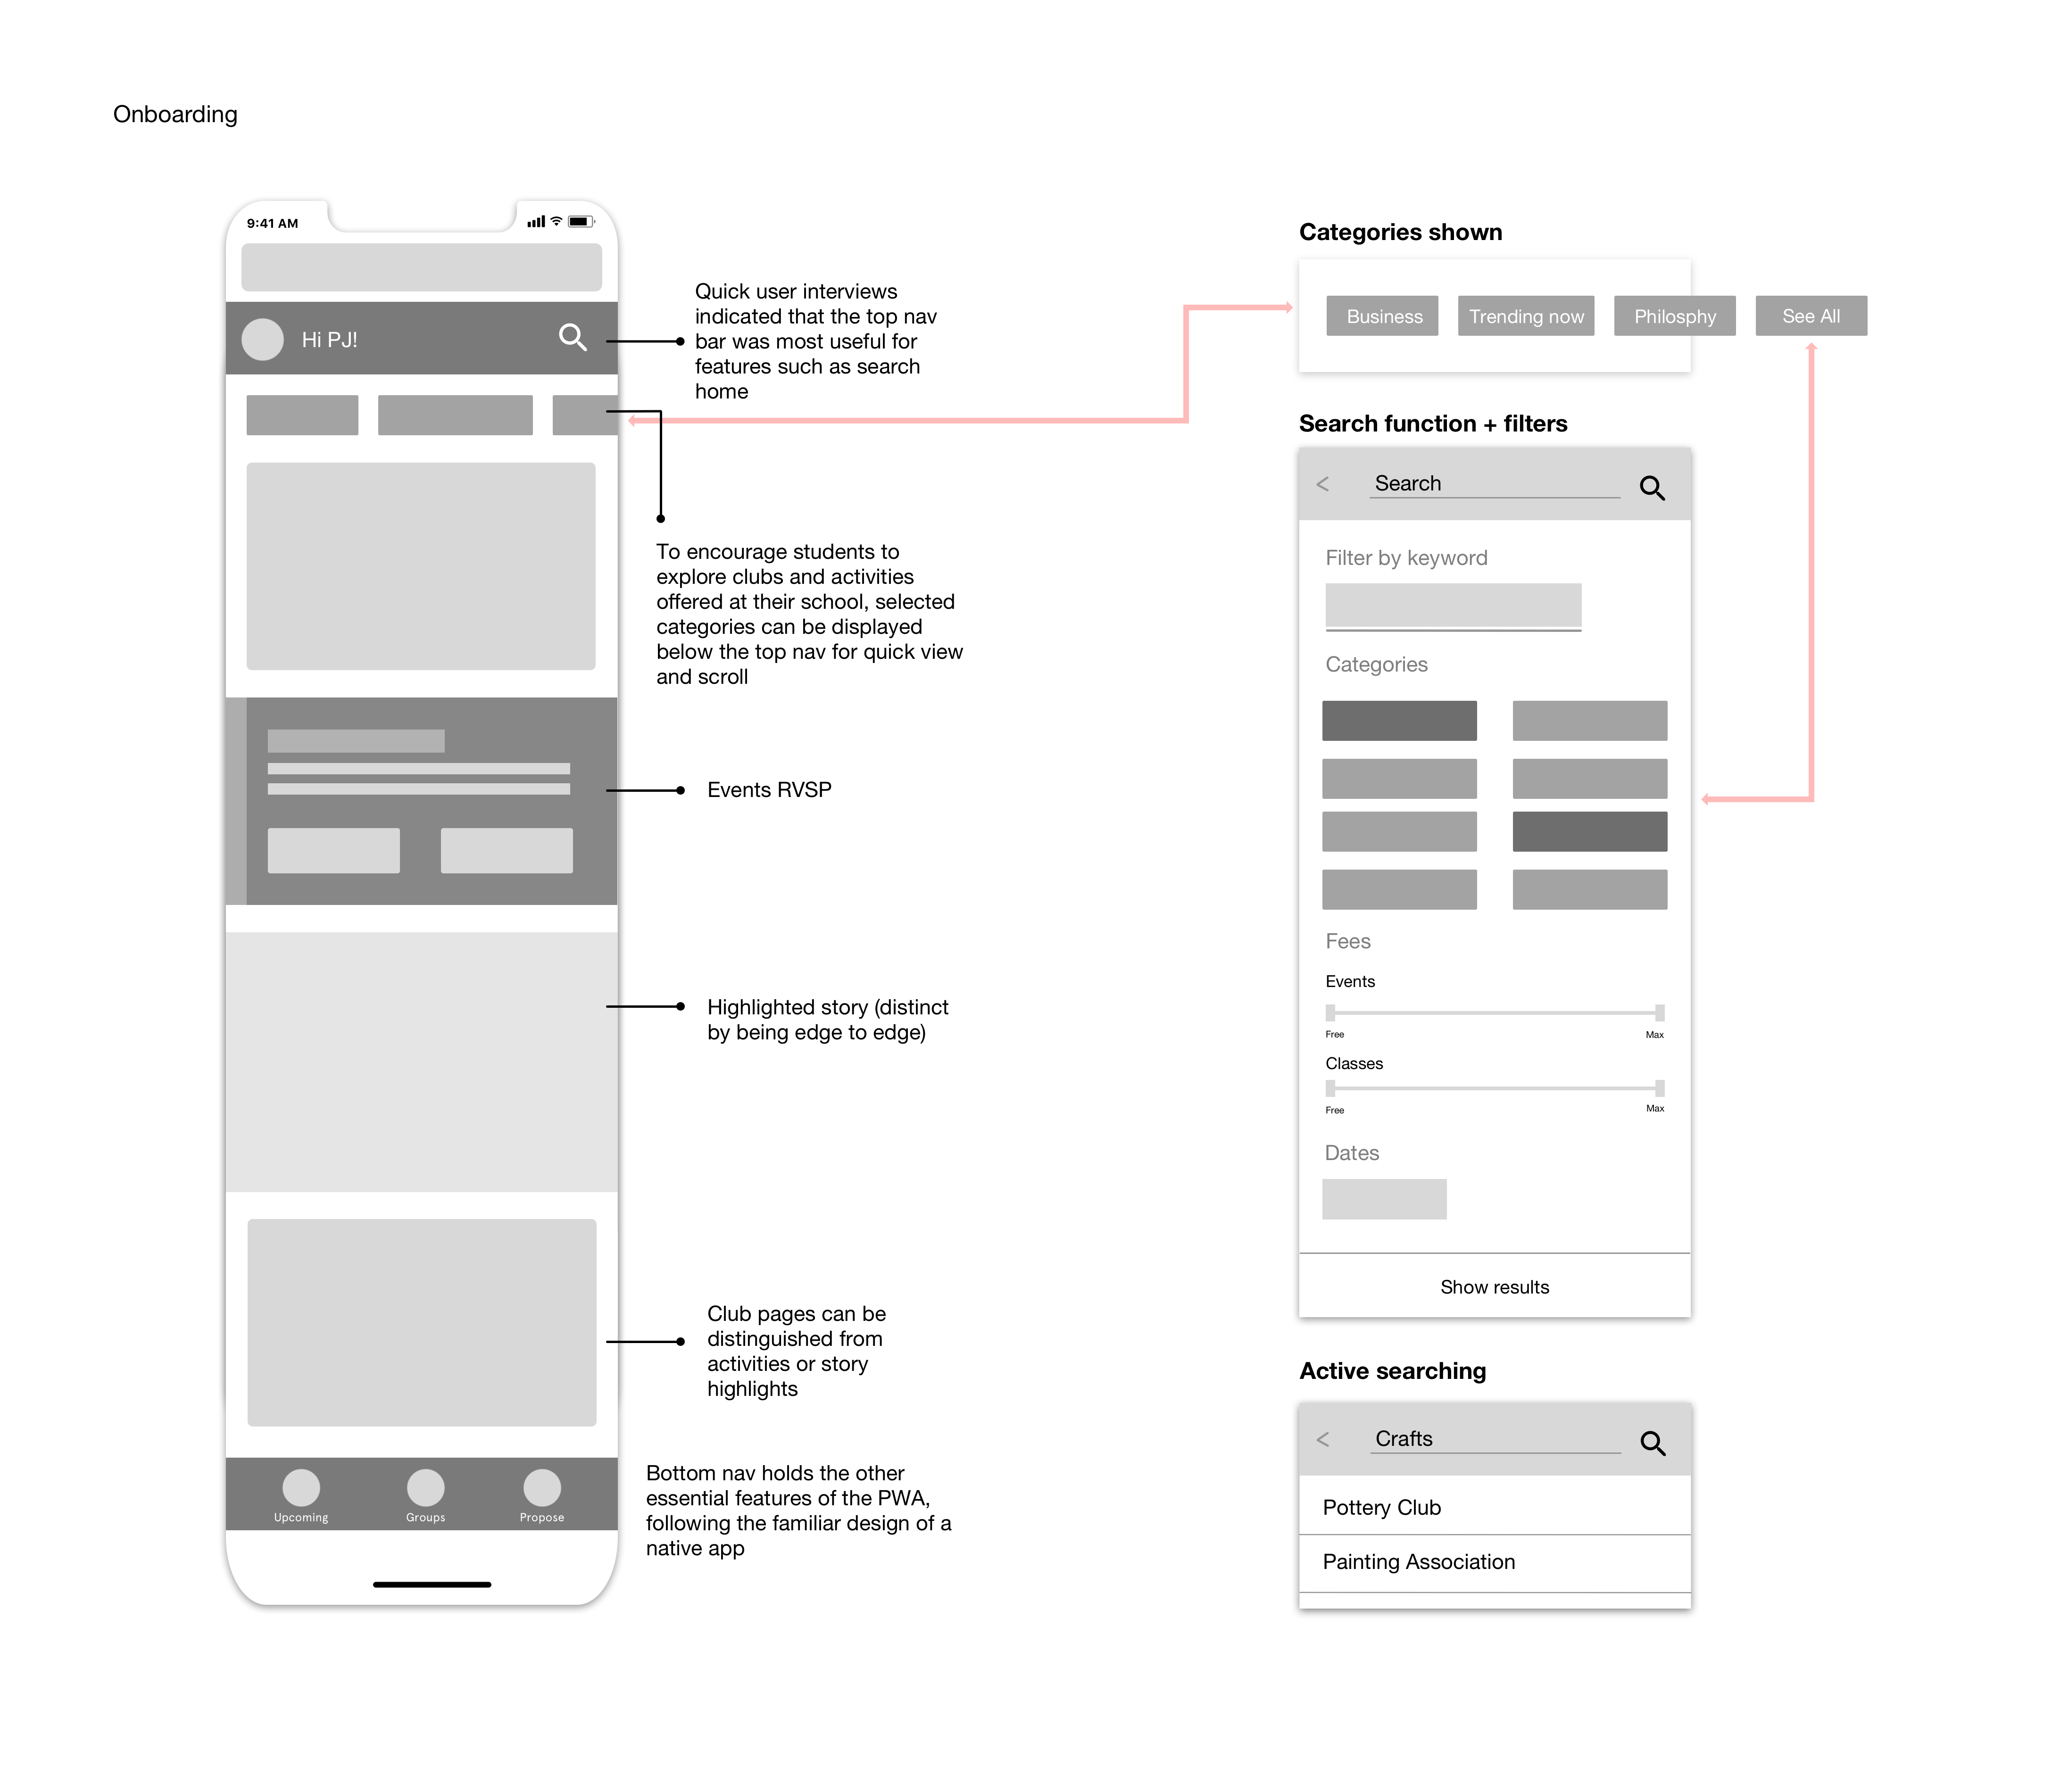 Onboarding
9:41 AM
Hi PJ!
Quick user interviews
indicated that the top nav
bar was most useful for
features such as search
home
To encourage students to
explore clubs and activities
offered at their school, selected
categories can be displayed
below the top nav for quick view
and scroll
Events RVSP
Highlighted story (distinct
by being edge to edge)
Club pages can be
distinguished from
activities or story
highlights
Upcoming
Groups
Propose
Bottom nav holds the other
essential features of the PWA,
following the familiar design of a
native app
Categories shown
Business
Trending now
Philosphy
See All
Search function + filters
<
Search
Filter by keyword
Categories
Fees
Events
Free
Max
Classes
Free
Max
Dates
Show results
Active searching
<
Crafts
Pottery Club
Painting Association